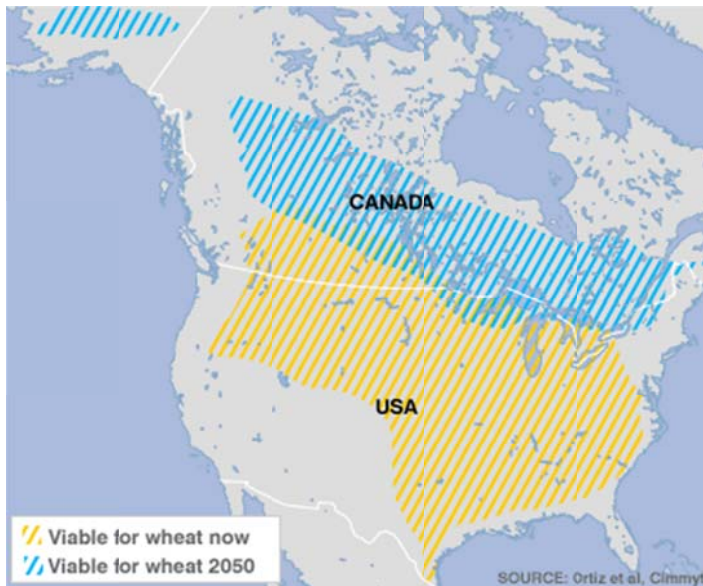 CANADA
USA
Viable for wheat now
Viable for wheat 2050
SOURCE: Ortiz et al, Cimmyt